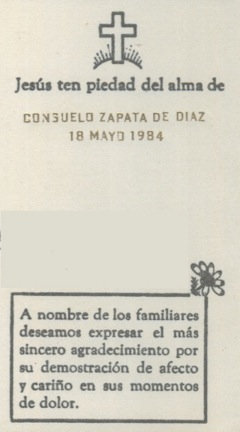 Jesús ten piedad del alma de
CONSUELO ZAPATA DE DIAZ
18 MAYO 1984
A nombre de los familiares
deseamos expresar el más
sincero agradecimiento por
su demostración de afecto
y cariño en sus momentos
de dolor.